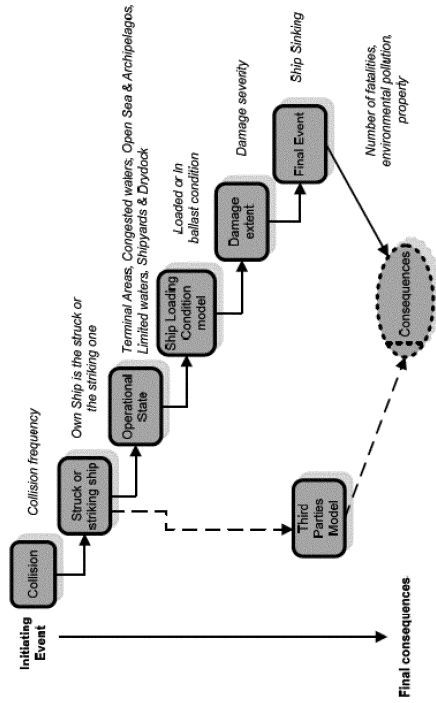 Initiating
Event
Final consequences
Collision
Collision frequency
Struck or
striking ship
Own Ship is the struck or
the striking one
Operational
State
Terminal Areas, Congested waters, Open Sea & Archipelagos,
Limited waters, Shipyards & Drydock
Ship Loading
Condition
model
Loaded or In
ballast condition
Damage
extent
Damage severity
Final Event
Ship Sinking
Third
Parties
Model
Consequences
Number of fatalities,
environmental pollution,
property